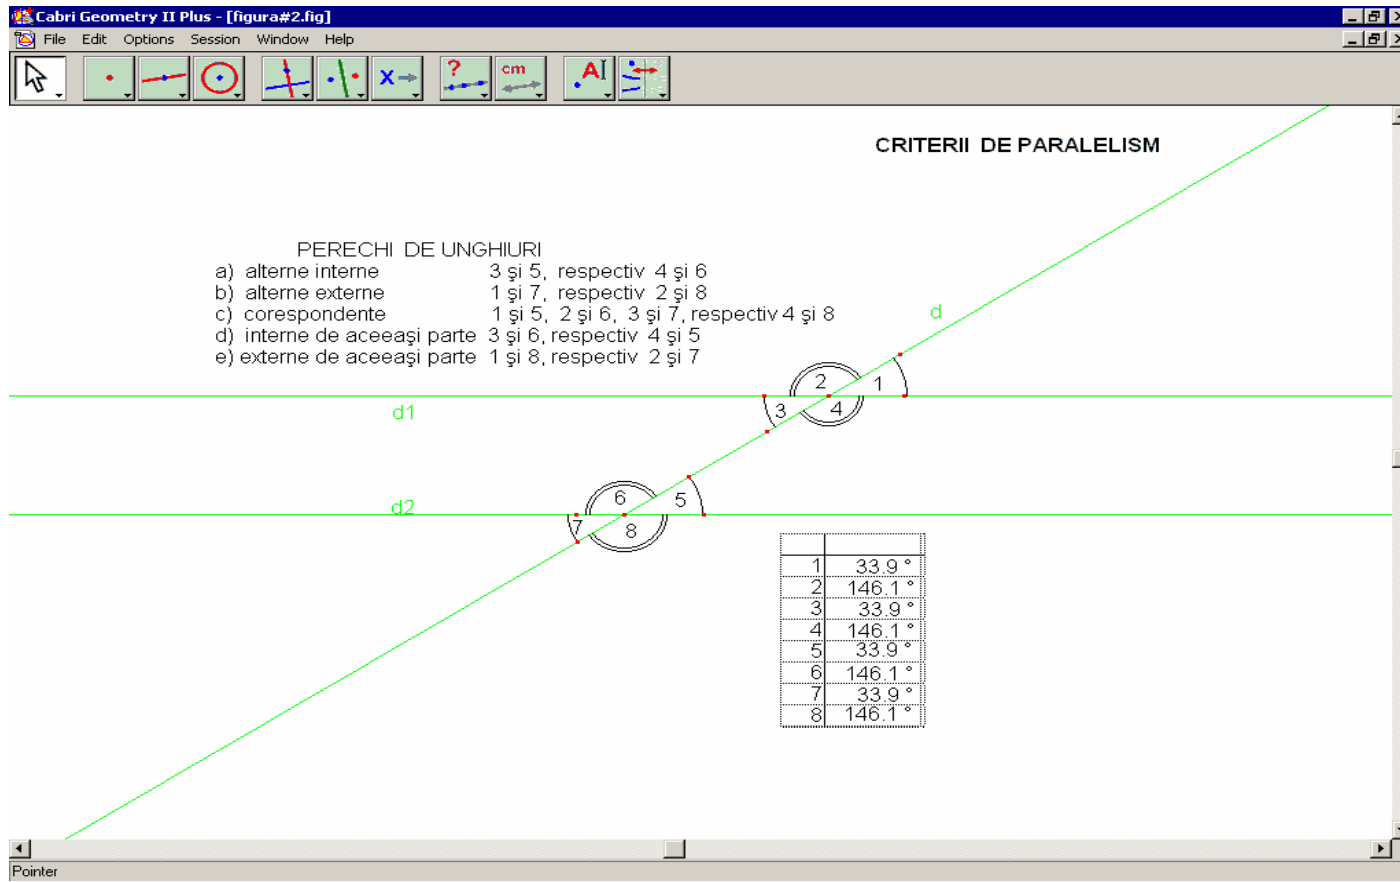 Cabri Geometry II Plus - [figura#2.fig]
File Edit Options Session Window Help
? cm A
X
CRITERII DE PARALELISM
PERECHI DE UNGHIURI
a) alterne interne 3 şi 5, respectiv 4 şi 6
b) alterne externe 1 şi 7, respectiv 2 şi 8
c) corespondente 1 şi 5, 2 şi 6, 3 şi 7, respectiv 4 şi 8
d) interne de aceeaşi parte 3 şi 6, respectiv 4 şi 5
e) externe de aceeaşi parte 1 şi 8, respectiv 2 şi 7
d
2 1
3 4
d1
6 5
d2
7 8
1 33.9 °
2 146.1 °
3 33.9 °
4 146.1 °
5 33.9 °
6 146.1 °
7 33.9 °
8 146.1 °
Pointer